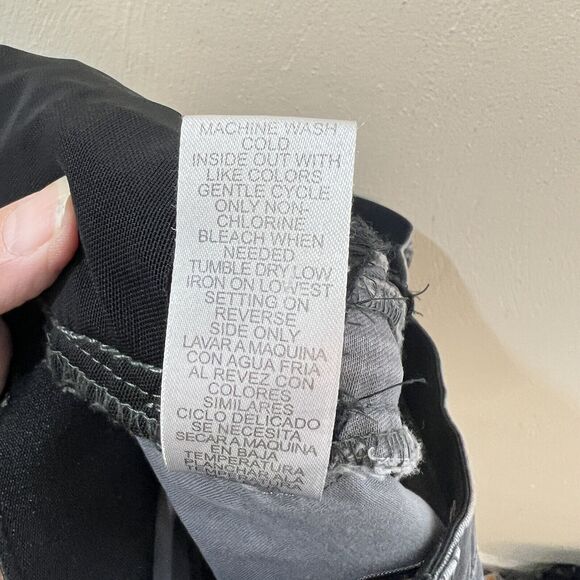 MACHINE WASH
COLD
INSIDE OUT WITH
LIKE COLORS
GENTLE CYCLE
ONLY NON-
CHLORINE
BLEACH WHEN
NEEDED
TUMBLE DRY LOW
IRON ON LOWEST
SETTING ON
REVERSE
SIDE ONLY
LAVAR A MAQUINA
CON AGUA FRIA
AL REVEZ CON
COLORES
SIMILARES
CICLO DELICADO
SE NECESITA
SECAR A MAQUINA
EN BAJA
TEMPERATURA